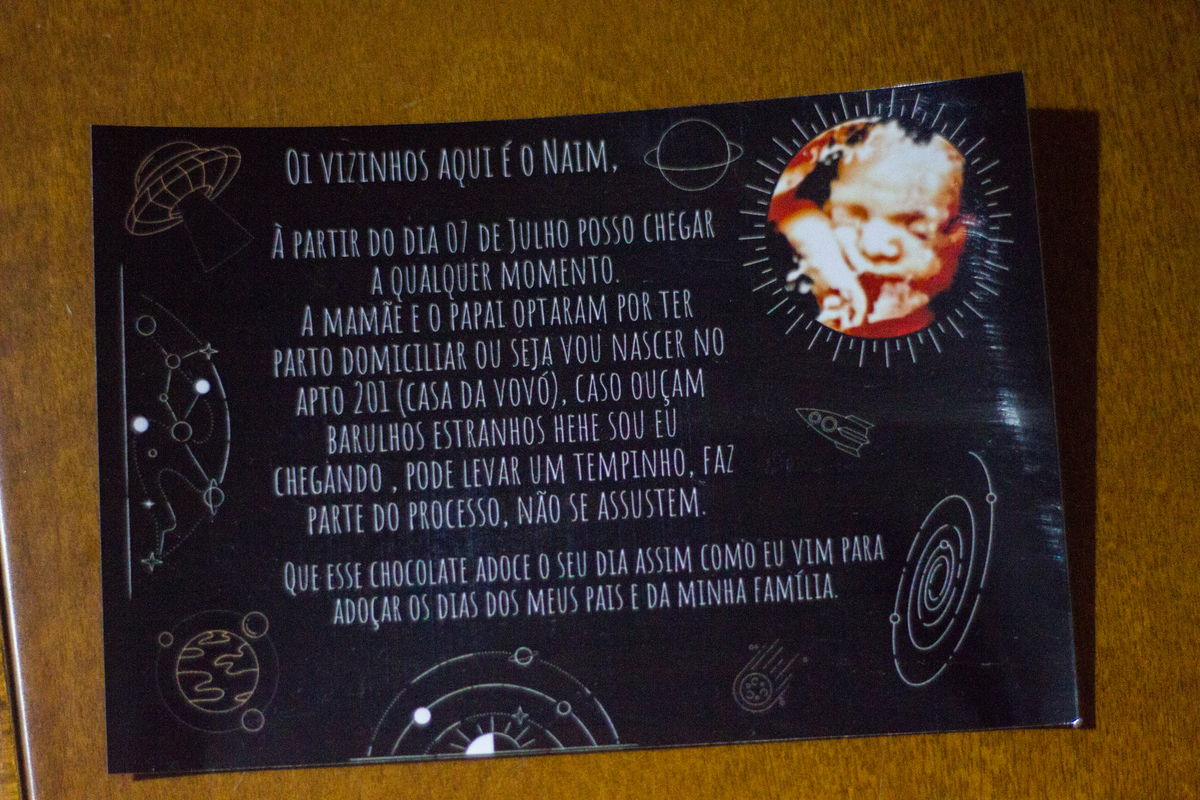 Oi vizinhos aqui é o Naim,
À partir do dia 07 de Julho posso chegar
a qualquer momento.
A mamãe e o papai optaram por ter
parto domiciliar ou seja vou nascer no
apto 201 (casa da vovó), caso ouçam
barulhos estranhos hehe sou eu
chegando , pode levar um tempinho, faz
parte do processo, não se assustem.
Que esse chocolate adoce o seu dia assim como eu vim para
adoçar os dias dos meus pais e da minha família.